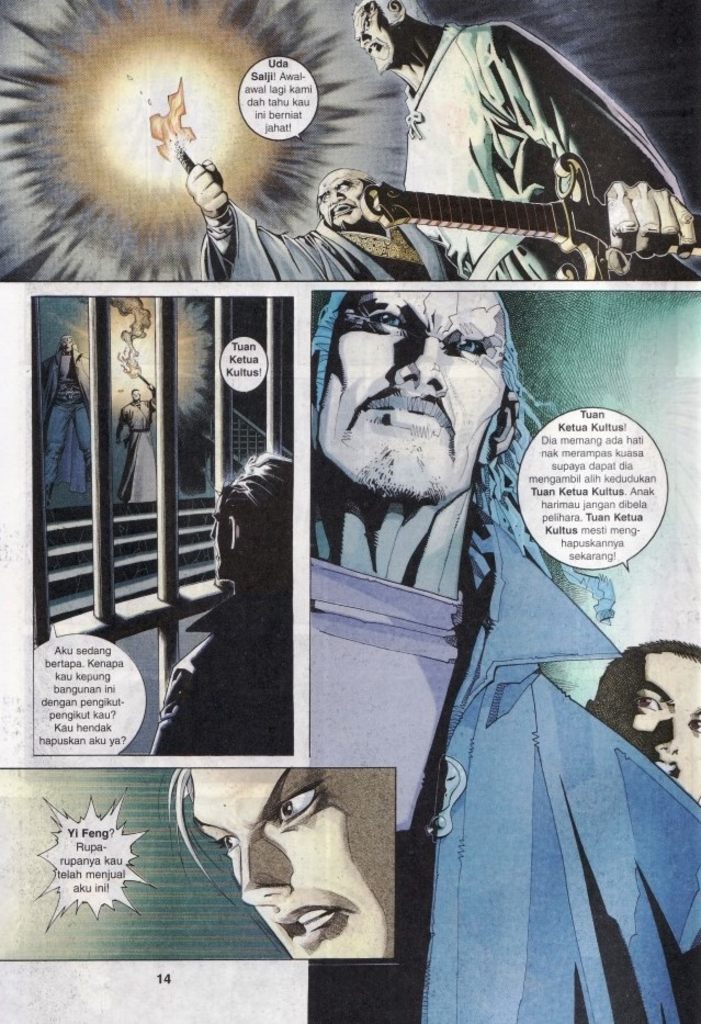 Uda
Salji! Awal-
awal lagi kami
dah tahu kau
ini berniat
jahat!
Tuan
Ketua
Kultus!
Tuan
Ketua Kultus!
Dia memang ada hati
nak merampas kuasa
supaya dapat dia
mengambil alih kedudukan
Tuan Ketua Kultus. Anak
harimau jangan dibela
pelihara. Tuan Ketua
Kultus mesti meng-
hapuskannya
sekarang!
Aku sedang
bertapa. Kenapa
kau kepung
bangunan ini
dengan pengikut-
pengikut kau?
Kau hendak
hapuskan aku ya?
Yi Feng?
Rupa-
rupanya kau
telah menjual
aku ini!
14